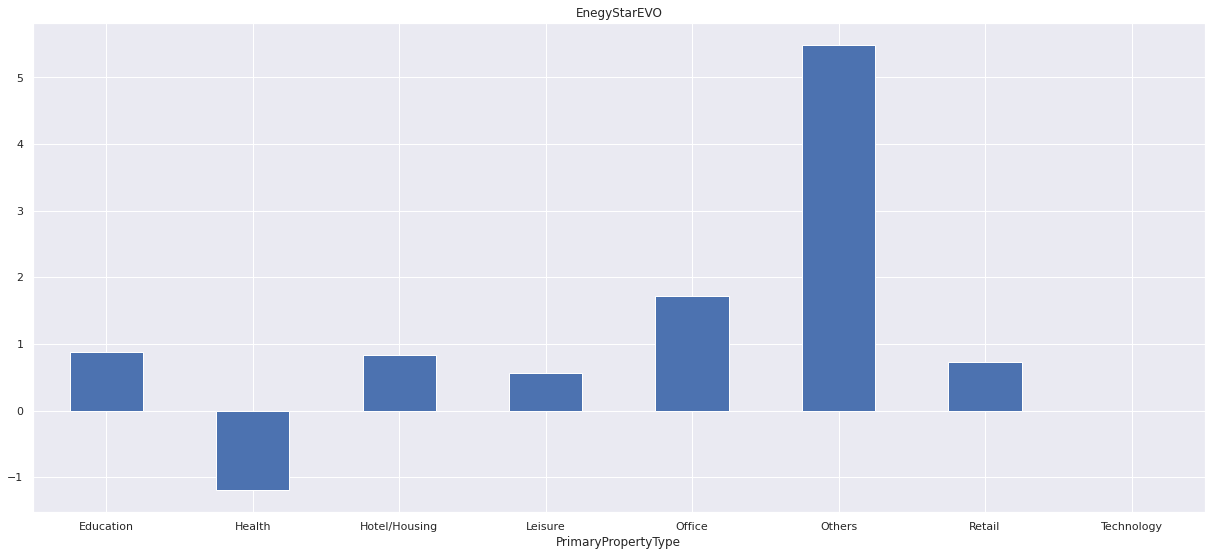 EnegyStarEVO
5
4
3
2
1
0
−1
Education Health Hotel/Housing Leisure Office Others Retail Technology
PrimaryPropertyType